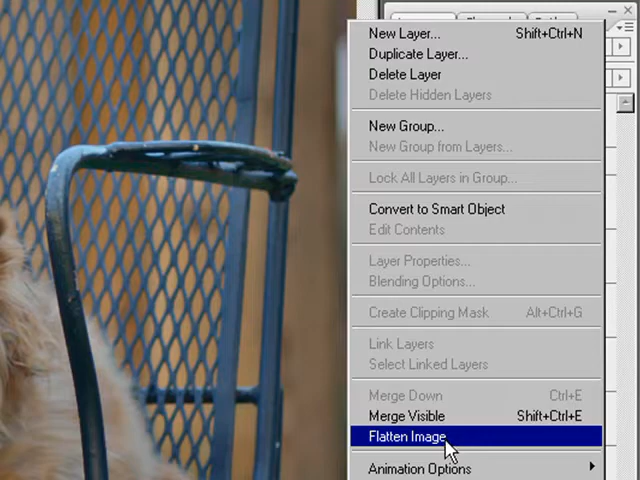 New Layer... Shift+Ctrl+N
Duplicate Layer...
Delete Layer
Delete Hidden Layers
New Group...
New Group from Layers...
Lock All Layers in Group...
Convert to Smart Object
Edit Contents
Layer Properties...
Blending Options...
Create Clipping Mask Alt+Ctrl+G
Link Layers
Select Linked Layers
Merge Down Ctrl+E
Merge Visible Shift+Ctrl+E
Flatten Image
Animation Options